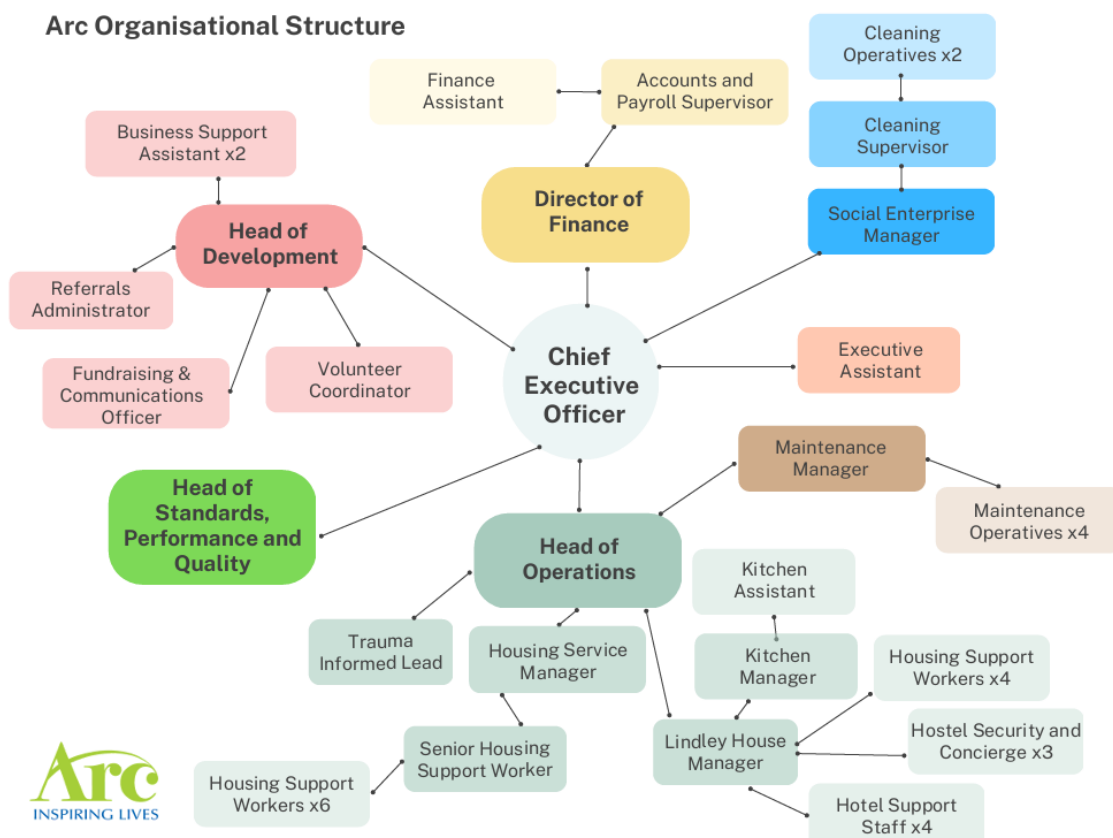 Arc Organisational Structure
Cleaning
Operatives x2
Finance
Assistant
Accounts and
Payroll Supervisor
Business Support
Assistant x2
Cleaning
Supervisor
Director of
Finance
Social Enterprise
Manager
Head of
Development
Referrals
Administrator
Fundraising &
Communications
Officer
Volunteer
Coordinator
Chief
Executive
Officer
Executive
Assistant
Maintenance
Manager
Maintenance
Operatives x4
Head of
Standards,
Performance and
Quality
Head of
Operations
Kitchen
Assistant
Trauma
Informed Lead
Housing Service
Manager
Kitchen
Manager
Housing Support
Workers x4
Senior Housing
Support Worker
Lindley House
Manager
Hostel Security and
Concierge x3
Housing Support
Workers x6
Hotel Support
Staff x4
Arc
INSPIRING LIVES